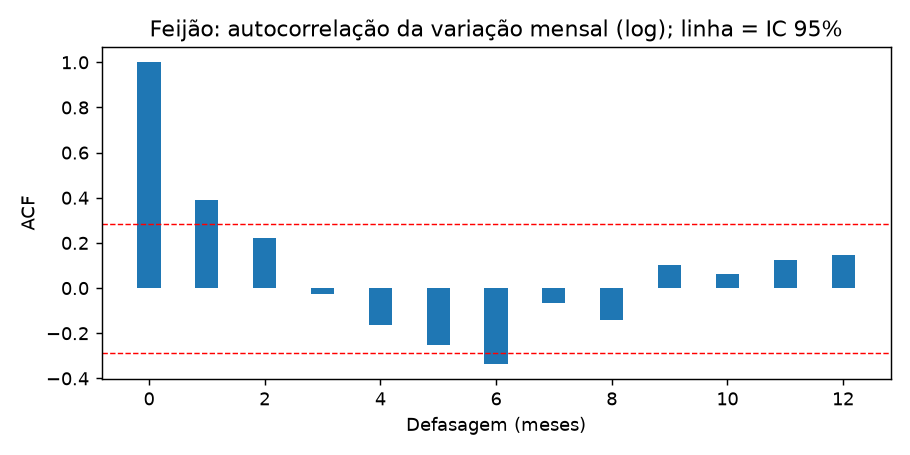 Feijão: autocorrelação da variação mensal (log); linha = IC 95%
ACF
1.0
0.8
0.6
0.4
0.2
0.0
−0.2
−0.4
0 2 4 6 8 10 12
Defasagem (meses)